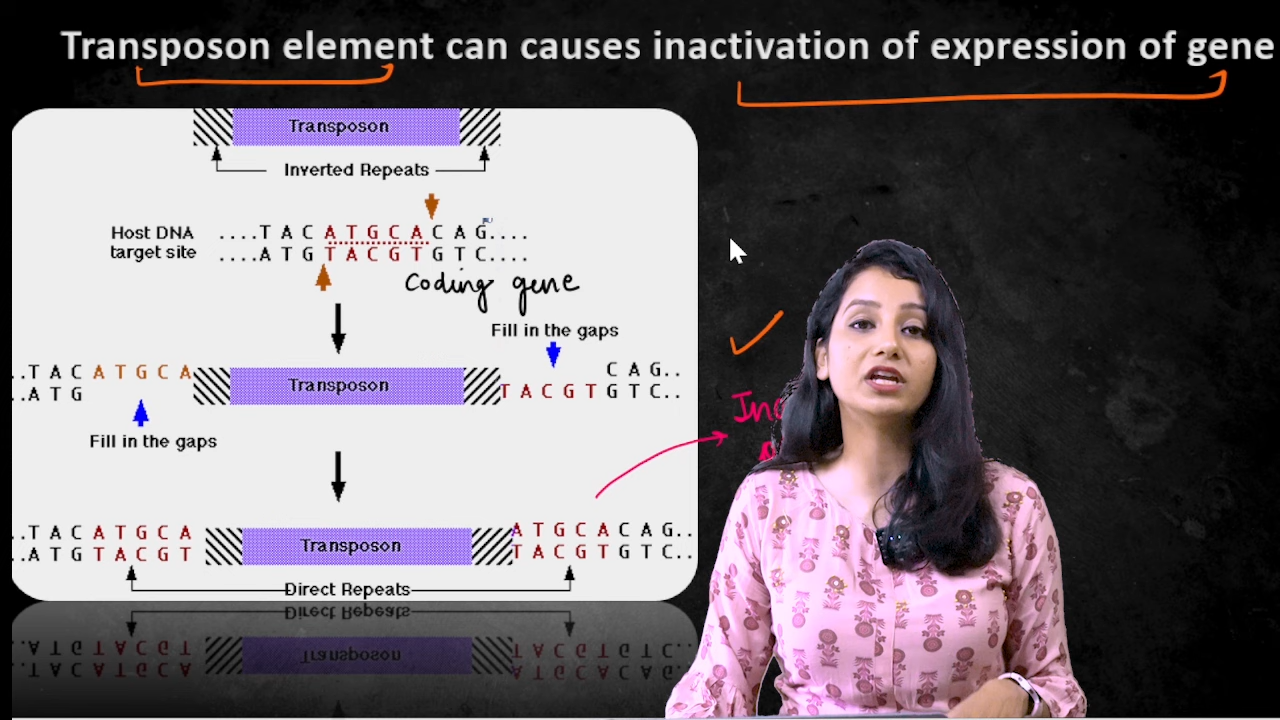 Transposon element can causes inactivation of expression of gene
Transposon
Inverted Repeats
Host DNA
target site
....T A C A T G C A C A G....
....A T G T A C G T G T C....
Coding gene
Fill in the gaps
..T A C A T G C A
..A T G
Transposon
C A G..
T A C G T G T C..
Fill in the gaps
..T A C A T G C A
..A T G T A C G T
Transposon
A T G C A C A G..
T A C G T G T C..
Direct Repeats